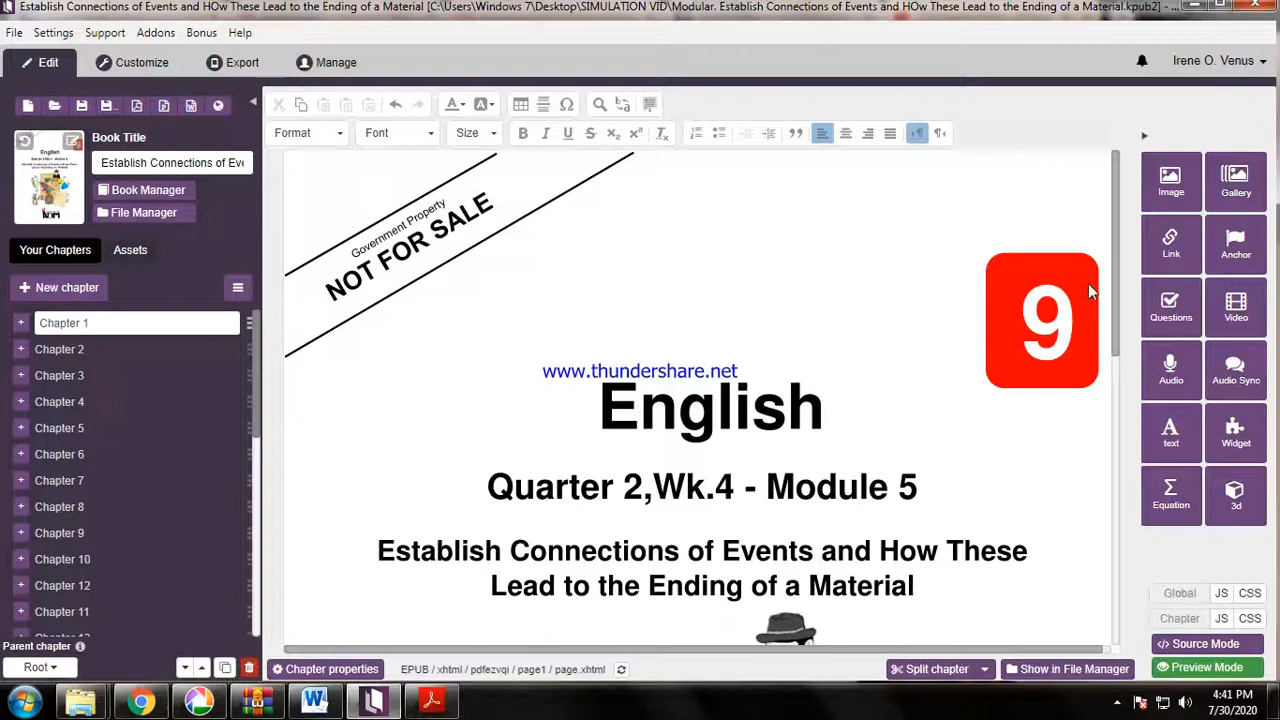 Establish Connections of Events and HOw These Lead to the Ending of a Material [C:\Users\Windows 7\Desktop\SIMULATION VID\Modular. Establish Connections of Events and HOw These Lead to the Ending of a Material.kpub2] - ...
File Settings Support Addons Bonus Help
Edit Customize Export Manage Irene O. Venus
Format Font Size B I U S x₂ x² Tx
Book Title
Establish Connections of Eve
Book Manager
File Manager
Your Chapters Assets
New chapter
Chapter 1
Chapter 2
Chapter 3
Chapter 4
Chapter 5
Chapter 6
Chapter 7
Chapter 8
Chapter 9
Chapter 10
Chapter 12
Chapter 11
Parent chapter
Root
English
Government Property
NOT FOR SALE
9
www.thundershare.net
English
Quarter 2,Wk.4 - Module 5
Establish Connections of Events and How These
Lead to the Ending of a Material
Image Gallery
Link Anchor
Questions Video
Audio Audio Sync
text Widget
Equation 3d
Global JS CSS
Chapter JS CSS
</> Source Mode
Preview Mode
Chapter properties EPUB / xhtml / pdfezvqi / page1 / page.xhtml Split chapter Show in File Manager
4:41 PM
7/30/2020